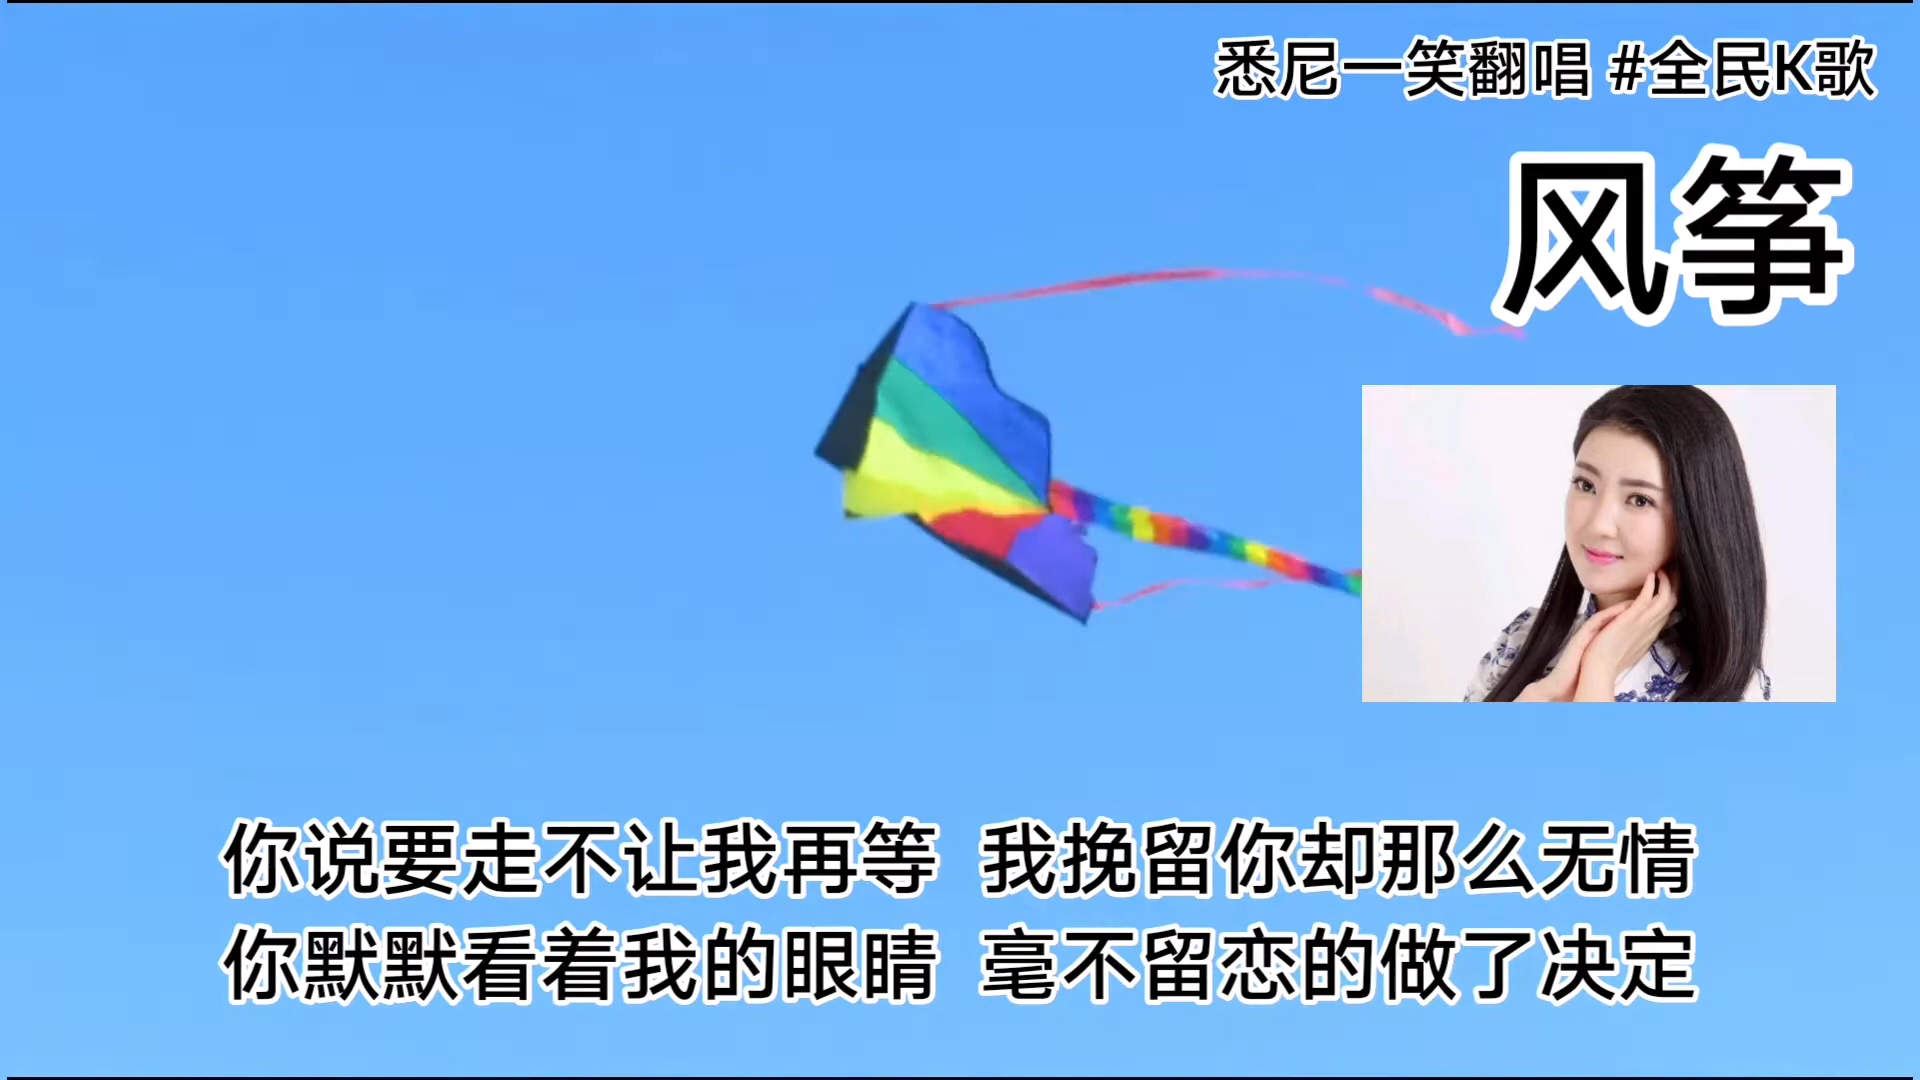 悉尼一笑翻唱 #全民K歌
风筝
你说要走不让我再等 我挽留你却那么无情
你默默看着我的眼睛 毫不留恋的做了决定